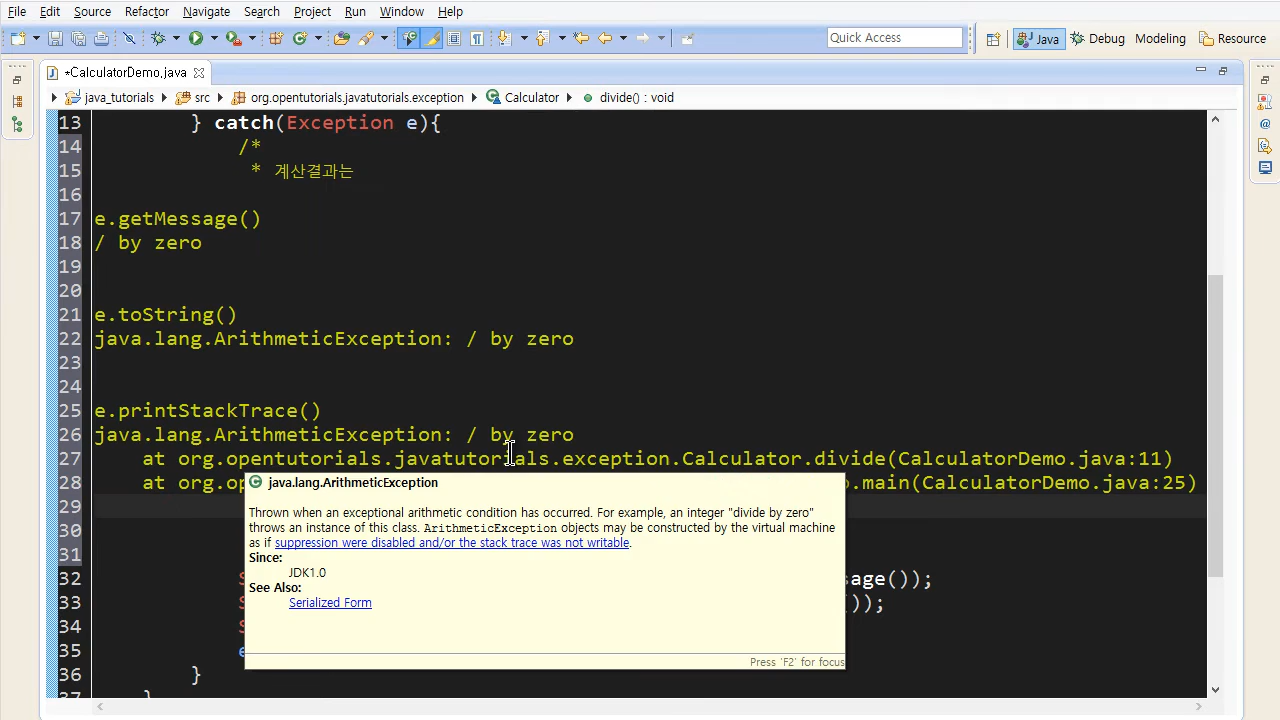 File Edit Source Refactor Navigate Search Project Run Window Help
Quick Access Java Debug Modeling Resource
*CalculatorDemo.java
java_tutorials src org.opentutorials.javatutorials.exception Calculator divide() : void
13 } catch(Exception e){
14 /*
15 * 계산결과는
16
17 e.getMessage()
18 / by zero
19
20
21 e.toString()
22 java.lang.ArithmeticException: / by zero
23
24
25 e.printStackTrace()
26 java.lang.ArithmeticException: / by zero
27 at org.opentutorials.javatutorials.exception.Calculator.divide(CalculatorDemo.java:11)
28 at org.op .main(CalculatorDemo.java:25)
java.lang.ArithmeticException
29
Thrown when an exceptional arithmetic condition has occurred. For example, an integer "divide by zero"
throws an instance of this class. ArithmeticException objects may be constructed by the virtual machine
30
as if suppression were disabled and/or the stack trace was not writable.
31
Since:
JDK1.0
32 sage());
See Also:
33 ());
Serialized Form
34
35 e
36 }
Press 'F2' for focus
37 }